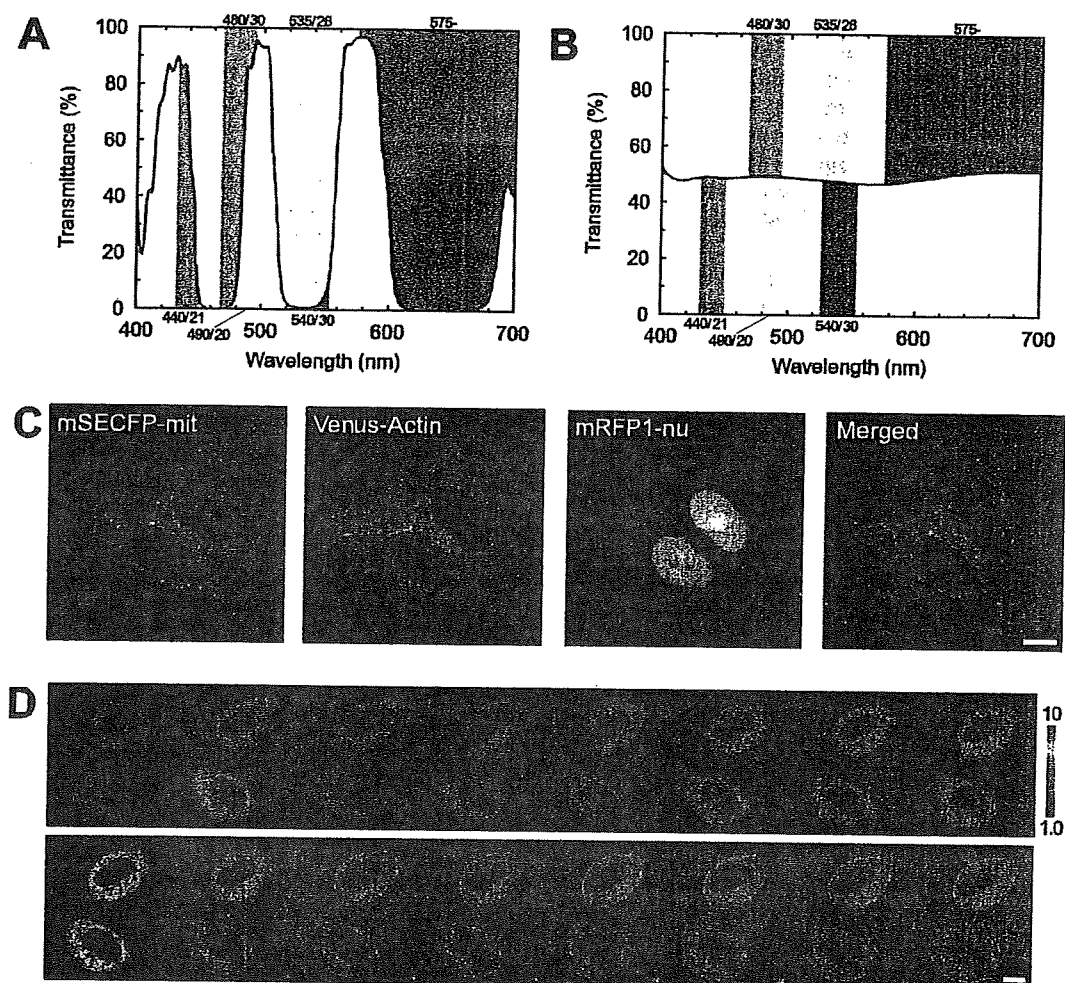 A
480/30 535/28 575-
100
80
60
40
20
0
Transmittance (%)
440/21
490/20
540/30
400 500 600 700
Wavelength (nm)
B
480/30 535/28 575-
100
80
60
40
20
0
Transmittance (%)
440/21
490/20
540/30
400 500 600 700
Wavelength (nm)
C
mSECFP-mit
Venus-Actin
mRFP1-nu
Merged
D
10
1.0